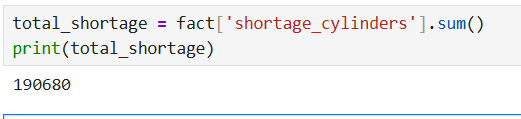 total_shortage = fact['shortage_cylinders'].sum()
print(total_shortage)
190680